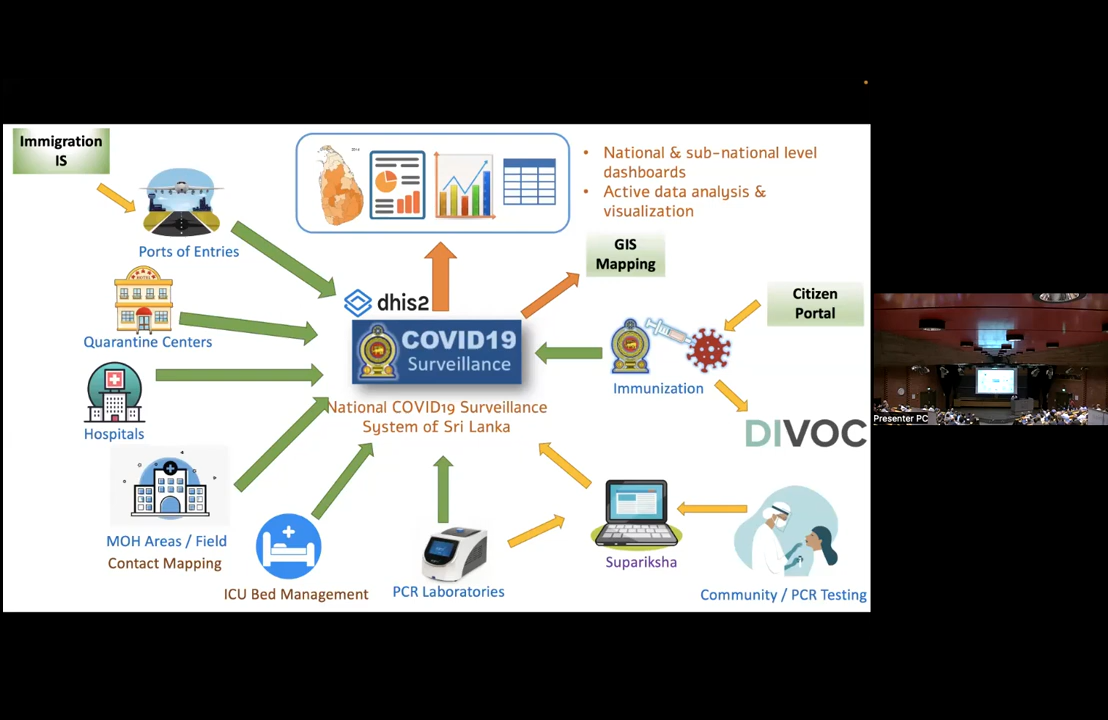 Immigration
IS
Ports of Entries
Quarantine Centers
Hospitals
MOH Areas / Field
Contact Mapping
ICU Bed Management
PCR Laboratories
• National & sub-national level
dashboards
• Active data analysis &
visualization
GIS
Mapping
dhis2
COVID19
Surveillance
National COVID19 Surveillance
System of Sri Lanka
Citizen
Portal
Immunization
DIVOC
Supariksha
Community / PCR Testing
HOTEL
Presenter PC